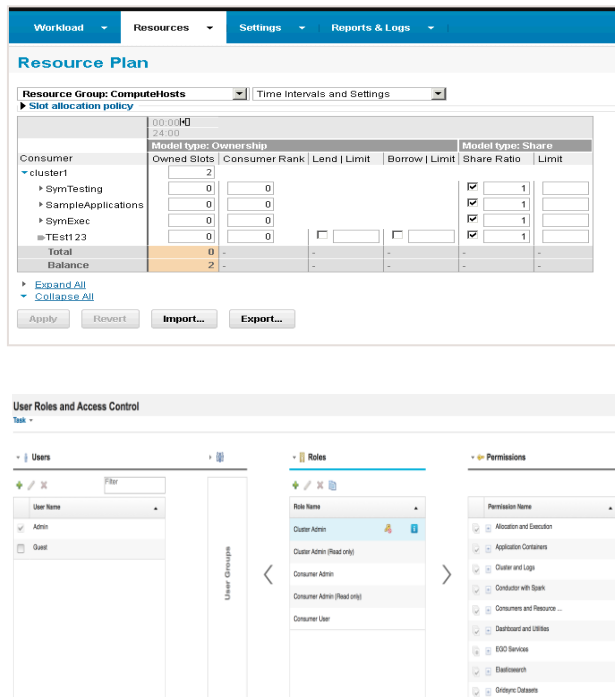 Workload Resources Settings Reports & Logs
Resource Plan
Resource Group: ComputeHosts Time Intervals and Settings
Slot allocation policy
00:00
24:00
Model type: Ownership Model type: Share
Consumer Owned Slots Consumer Rank Lend | Limit Borrow | Limit Share Ratio Limit
cluster1 2
SymTesting 0 0 1
SampleApplications 0 0 1
SymExec 0 0 1
TEst123 0 0 1
Total 0 - - - - -
Balance 2 - - - - -
Expand All
Collapse All
Apply Revert Import... Export...
User Roles and Access Control
Task
Users Roles Permissions
Filter
User Name Role Name Permission Name
Admin Cluster Admin Allocation and Execution
Guest Cluster Admin (Read only) Application Containers
User Groups
Consumer Admin Cluster and Logs
Consumer Admin (Read only) Conductor with Spark
Consumer User Consumers and Resource ...
Dashboard and Utilities
EGO Services
Elasticsearch
Gridsync Datasets